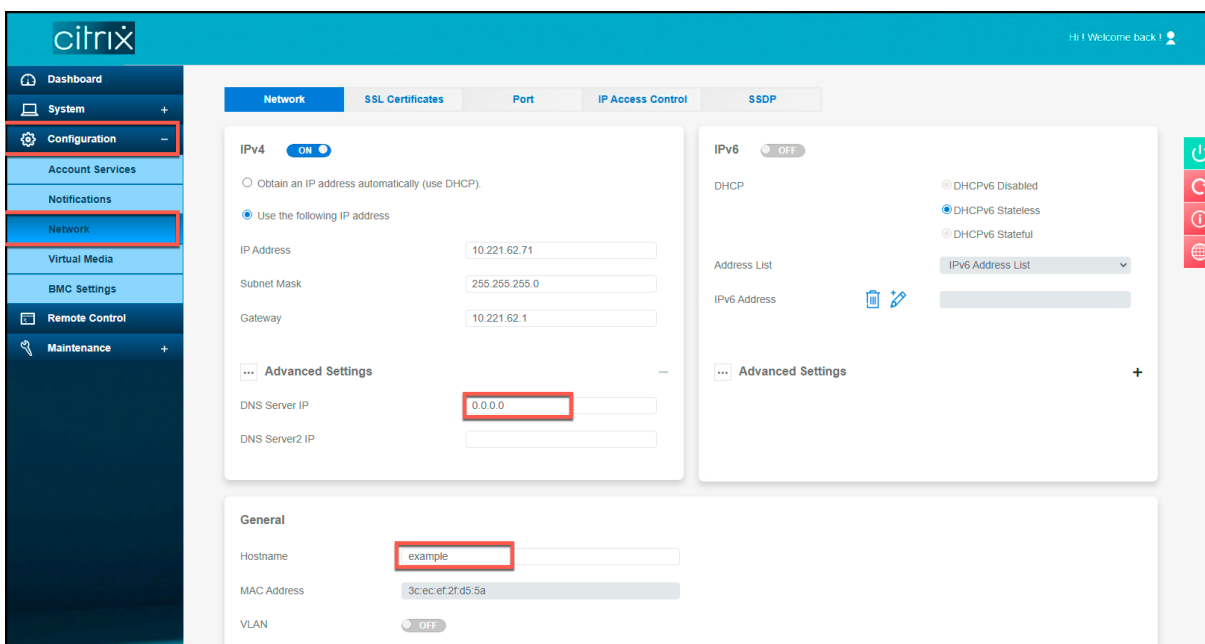 citrix
Hi ! Welcome back !
Dashboard
System +
Configuration −
Account Services
Notifications
Network
Virtual Media
BMC Settings
Remote Control
Maintenance +
Network SSL Certificates Port IP Access Control SSDP
IPv4 ON
Obtain an IP address automatically (use DHCP).
Use the following IP address
IP Address 10.221.62.71
Subnet Mask 255.255.255.0
Gateway 10.221.62.1
... Advanced Settings −
DNS Server IP 0.0.0.0
DNS Server2 IP
IPv6 OFF
DHCP DHCPv6 Disabled
DHCPv6 Stateless
DHCPv6 Stateful
Address List IPv6 Address List
IPv6 Address
... Advanced Settings +
General
Hostname example
MAC Address 3c:ec:ef:2f:d5:5a
VLAN OFF